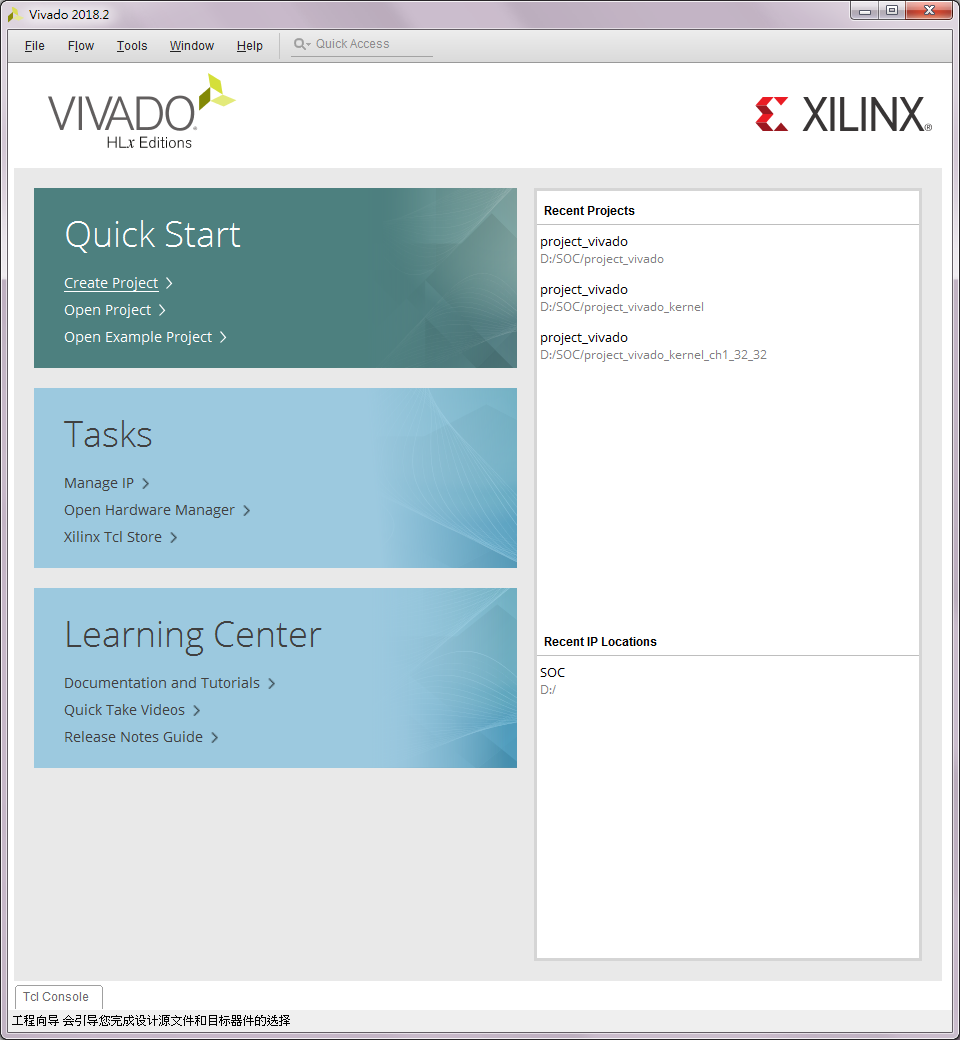 Vivado 2018.2
File Flow Tools Window Help Quick Access
VIVADO.
HLx Editions
XILINX®
Quick Start
Create Project
Open Project
Open Example Project
Tasks
Manage IP
Open Hardware Manager
Xilinx Tcl Store
Learning Center
Documentation and Tutorials
Quick Take Videos
Release Notes Guide
Recent Projects
project_vivado
D:/SOC/project_vivado
project_vivado
D:/SOC/project_vivado_kernel
project_vivado
D:/SOC/project_vivado_kernel_ch1_32_32
Recent IP Locations
SOC
D:/
Tcl Console
工程向导 会引导您完成设计源文件和目标器件的选择